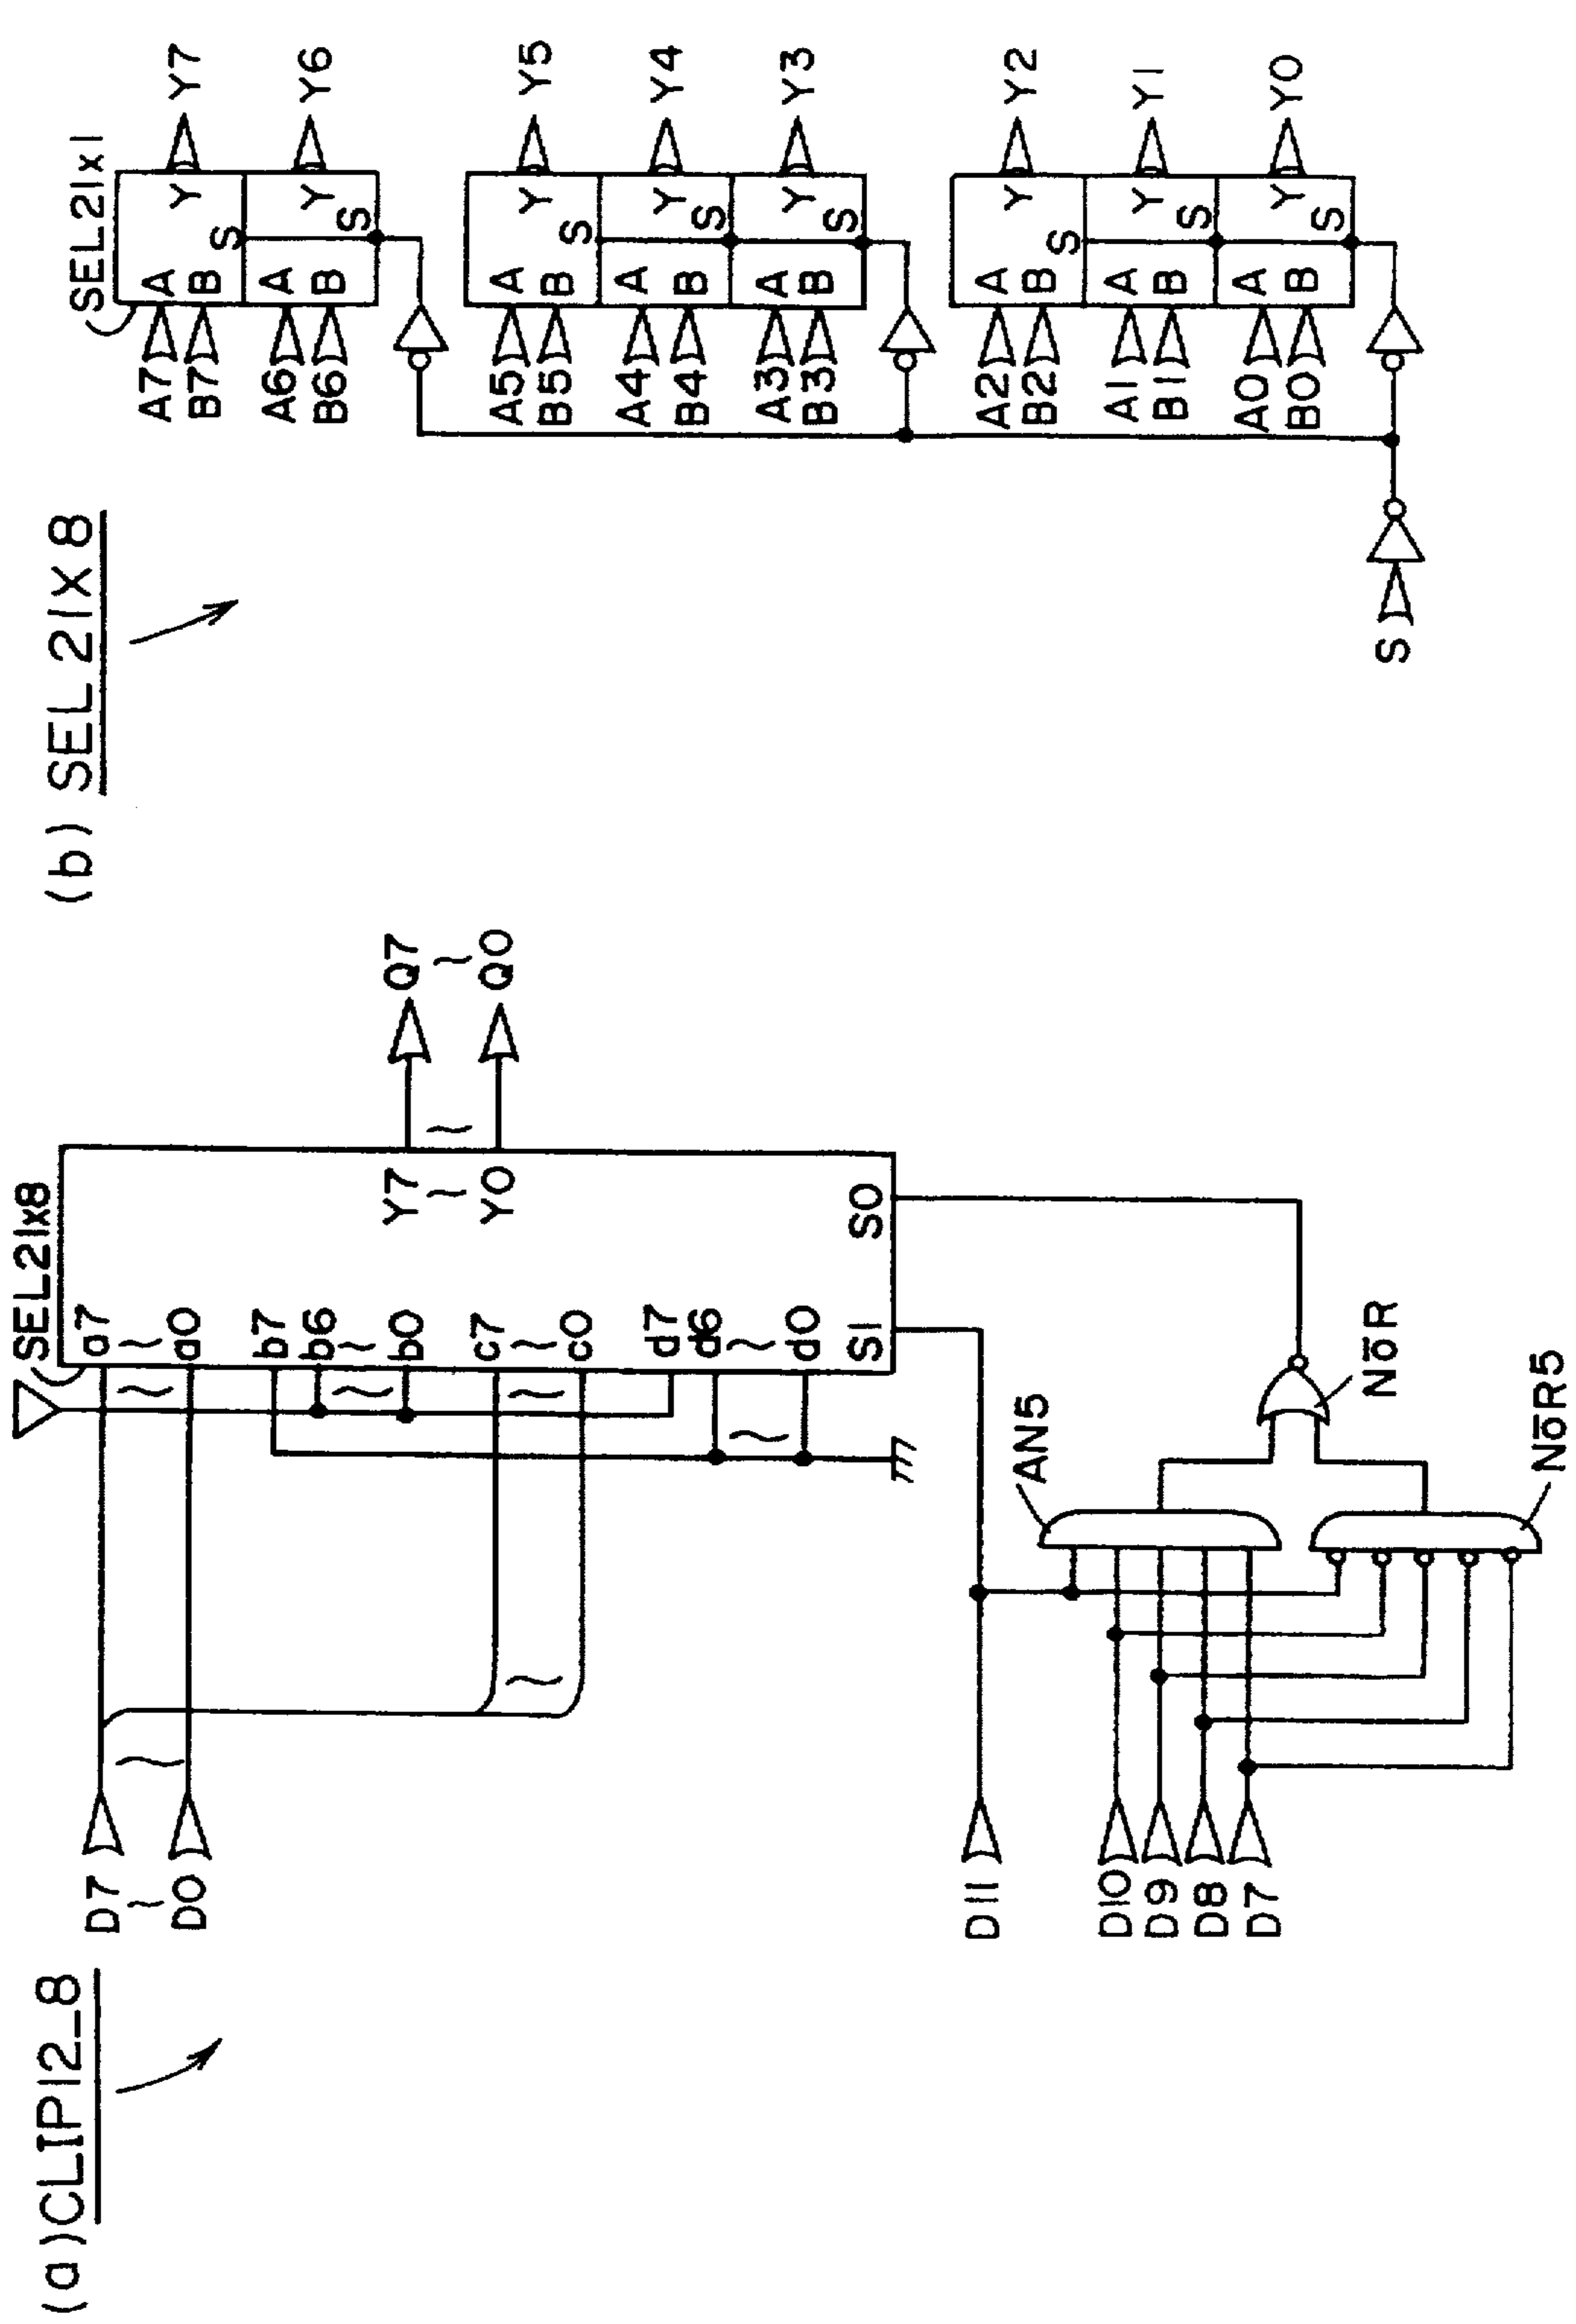 (a) CLIP12_8
SEL21x8
D7
~
D0
a7
~
a0
b7
b6
~
b0
c7
~
c0
d7
d6
~
d0
S1
S0
Y7
~
Y0
Q7
~
Q0
D11
D10
D9
D8
D7
AN5
NōR
NōR5
(b) SEL21X8
SEL21x1
A7
B7
A
B
S
Y
Y7
A6
B6
A
B
S
Y
Y6
A5
B5
A
B
S
Y
Y5
A4
B4
A
B
S
Y
Y4
A3
B3
A
B
S
Y
Y3
A2
B2
A
B
S
Y
Y2
A1
B1
A
B
S
Y
Y1
A0
B0
A
B
S
Y
Y0
S